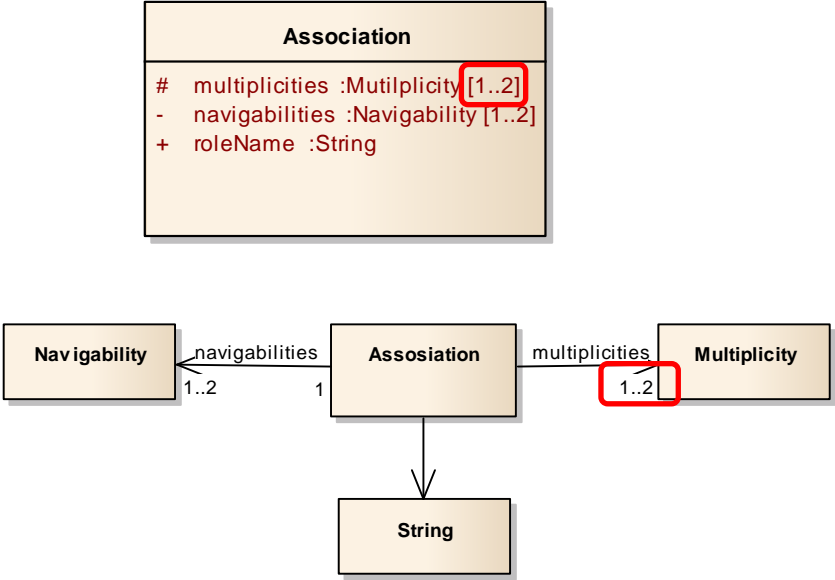 Association
# multiplicities :Mutilplicity [1..2]
- navigabilities :Navigability [1..2]
+ roleName :String
Navigability navigabilities Assosiation multiplicities Multiplicity
1..2 1 1..2
String